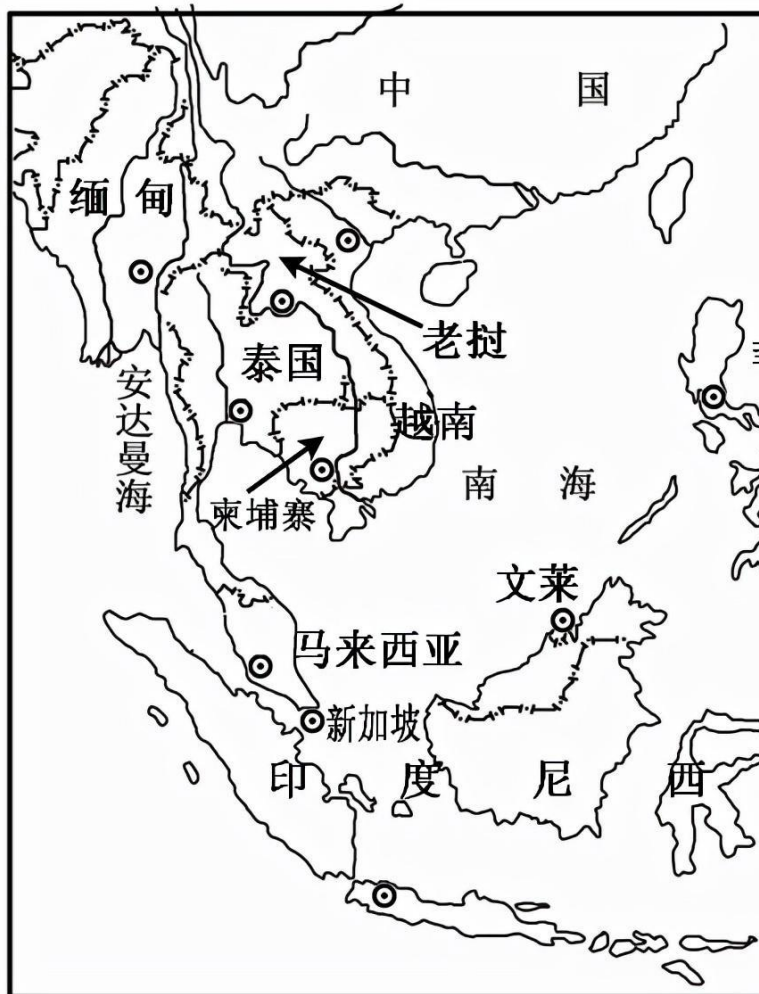 中 国
缅 甸
老挝
泰国
安达曼海
越南
柬埔寨
南 海
文莱
马来西亚
新加坡
印 度 尼 西